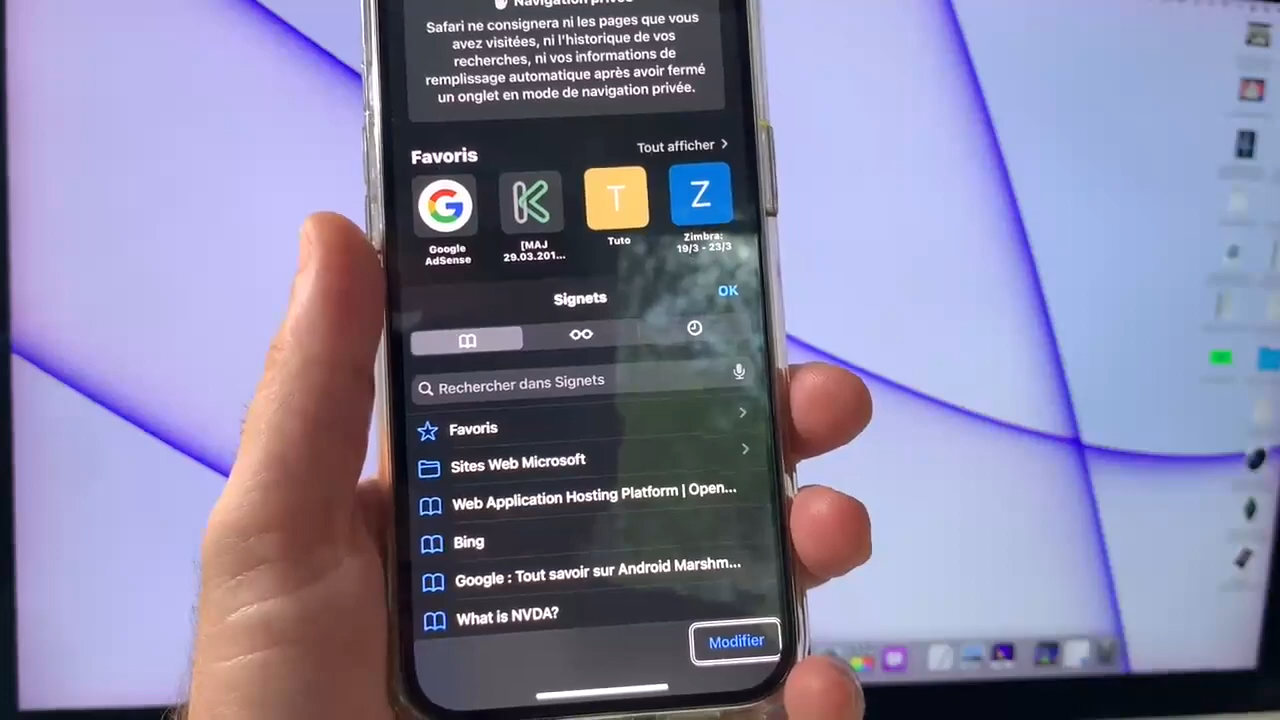 Navigation privée
Safari ne consignera ni les pages que vous
avez visitées, ni l'historique de vos
recherches, ni vos informations de
remplissage automatique après avoir fermé
un onglet en mode de navigation privée.
Favoris
Tout afficher
T
Z
Google
AdSense
[MAJ
29.03.201...
Tuto
Zimbra:
19/3 - 23/3
Signets
OK
Rechercher dans Signets
Favoris
Sites Web Microsoft
Web Application Hosting Platform | Open...
Bing
Google : Tout savoir sur Android Marshm...
What is NVDA?
Modifier